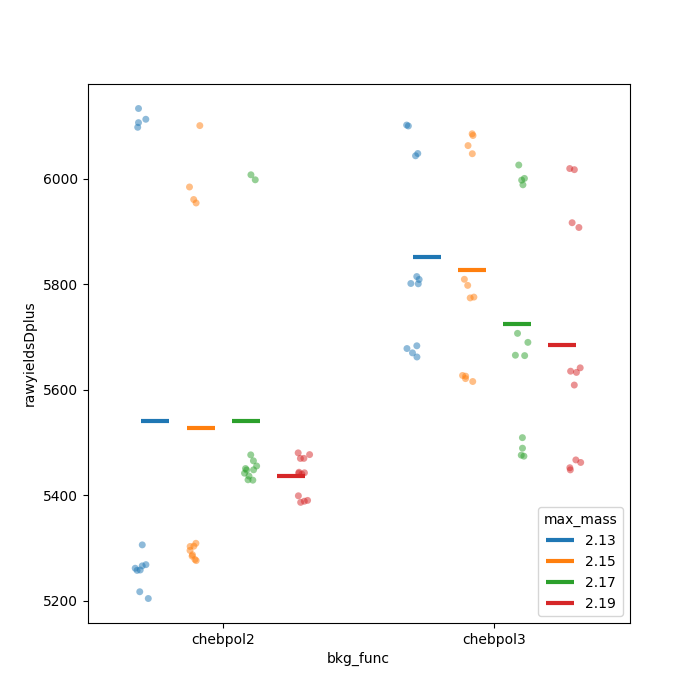 6000
5800
5600
5400
5200
rawyieldsDplus
chebpol2
chebpol3
bkg_func
max_mass
2.13
2.15
2.17
2.19